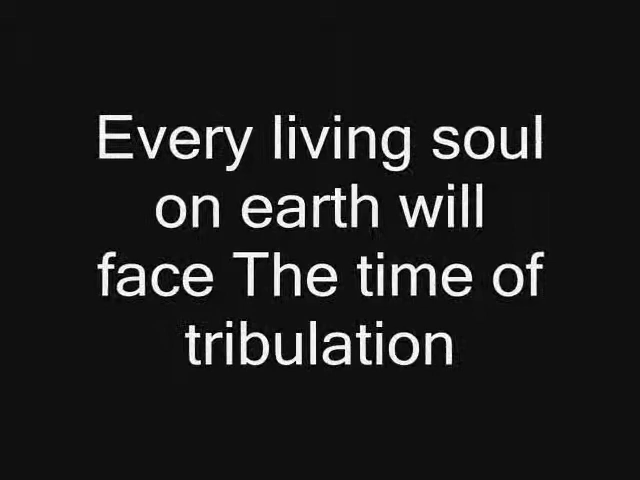 Every living soul
on earth will
face The time of
tribulation